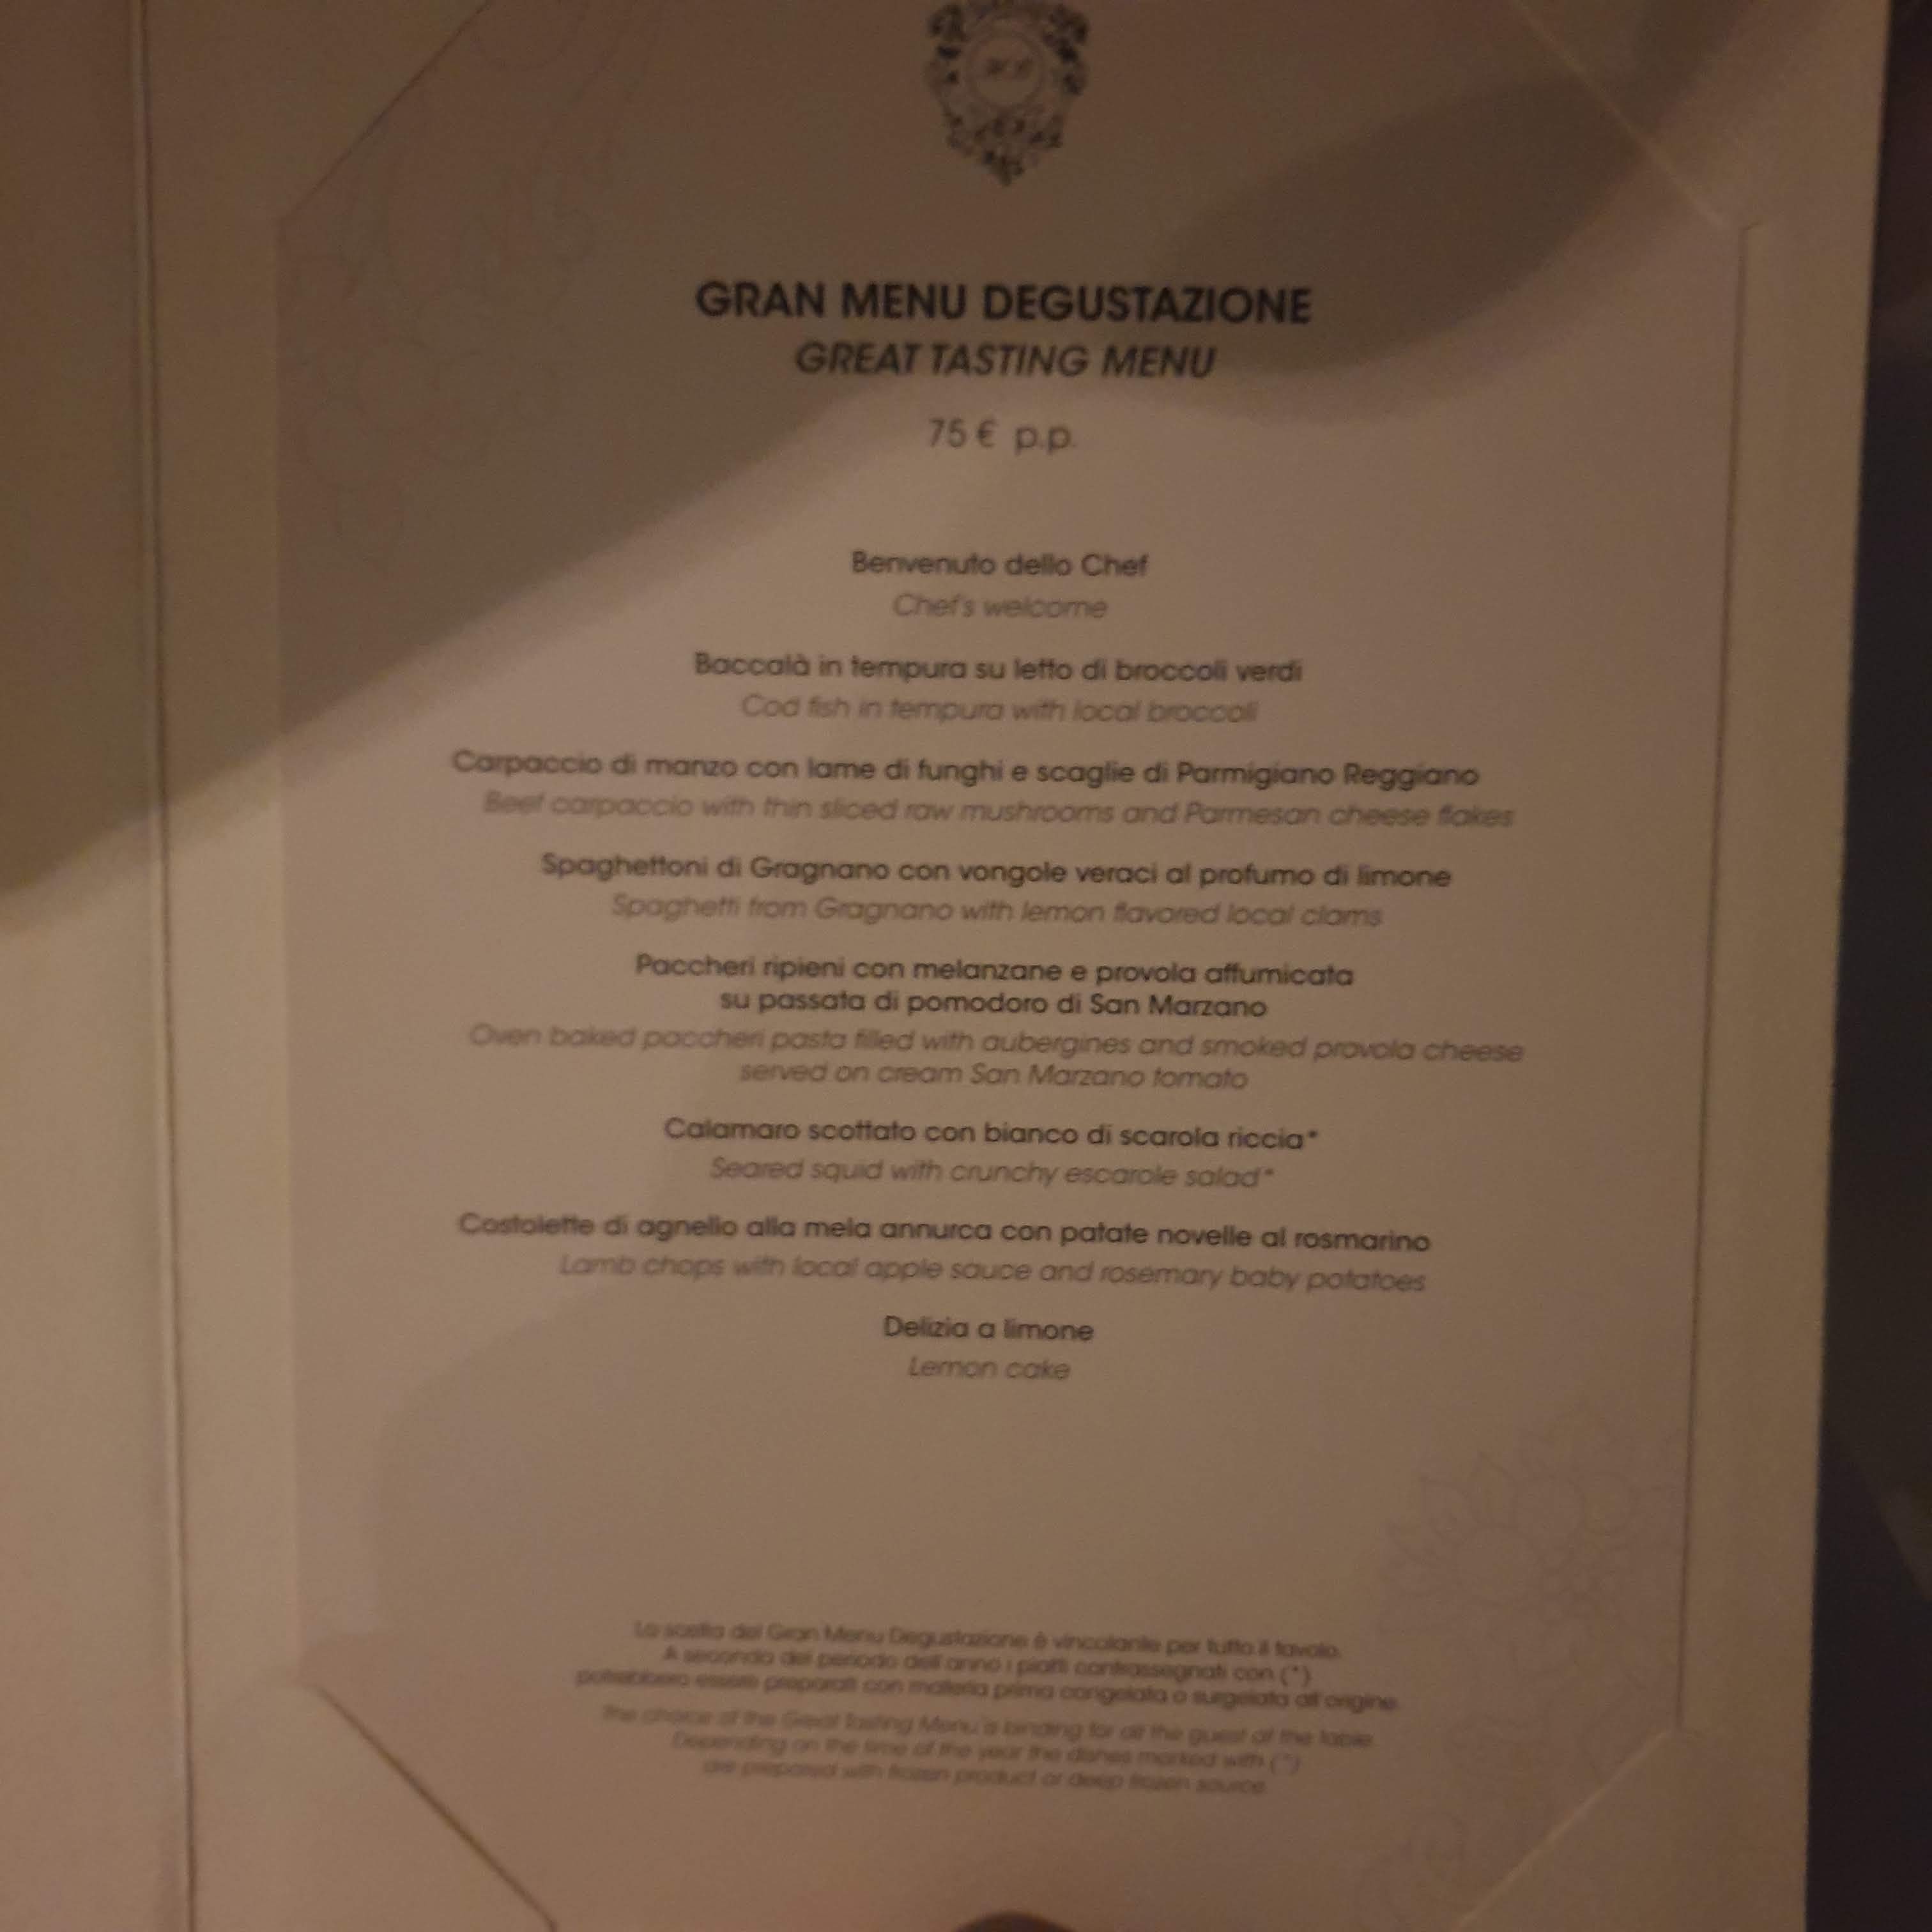 GRAN MENU DEGUSTAZIONE
GREAT TASTING MENU
75 € p.p.
Benvenuto dello Chef
Chef's welcome
Baccalà in tempura su letto di broccoli verdi
Cod fish in tempura with local broccoli
Carpaccio di manzo con lame di funghi e scaglie di Parmigiano Reggiano
Beef carpaccio with thin sliced raw mushrooms and Parmesan cheese flakes
Spaghettoni di Gragnano con vongole veraci al profumo di limone
Spaghetti from Gragnano with lemon flavored local clams
Paccheri ripieni con melanzane e provola affumicata
su passata di pomodoro di San Marzano
Oven baked paccheri pasta filled with aubergines and smoked provola cheese
served on cream San Marzano tomato
Calamaro scottato con bianco di scarola riccia*
Seared squid with crunchy escarole salad*
Costolette di agnello alla mela annurca con patate novelle al rosmarino
Lamb chops with local apple sauce and rosemary baby potatoes
Delizia a limone
Lemon cake
La scelta del Gran Menu Degustazione è vincolante per tutto il tavolo.
A seconda del periodo dell'anno i piatti contrassegnati con (*)
potrebbero essere preparati con materia prima congelata o surgelata all'origine.
The choice of the Great Tasting Menu is binding for all the guest of the table.
Depending on the time of the year the dishes marked with (*)
are prepared with frozen product or deep frozen source.